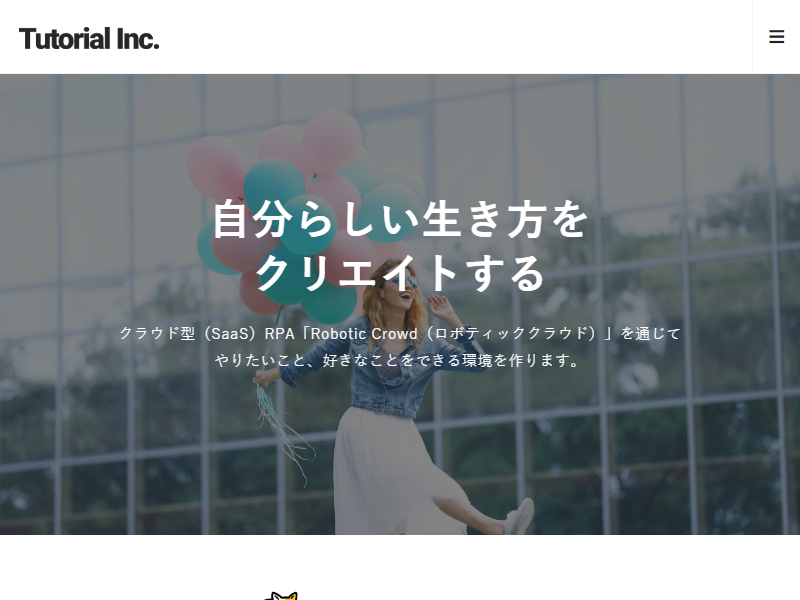 Tutorial Inc.
自分らしい生き方を
クリエイトする
クラウド型（SaaS）RPA「Robotic Crowd（ロボティッククラウド）」を通じて
やりたいこと、好きなことをできる環境を作ります。